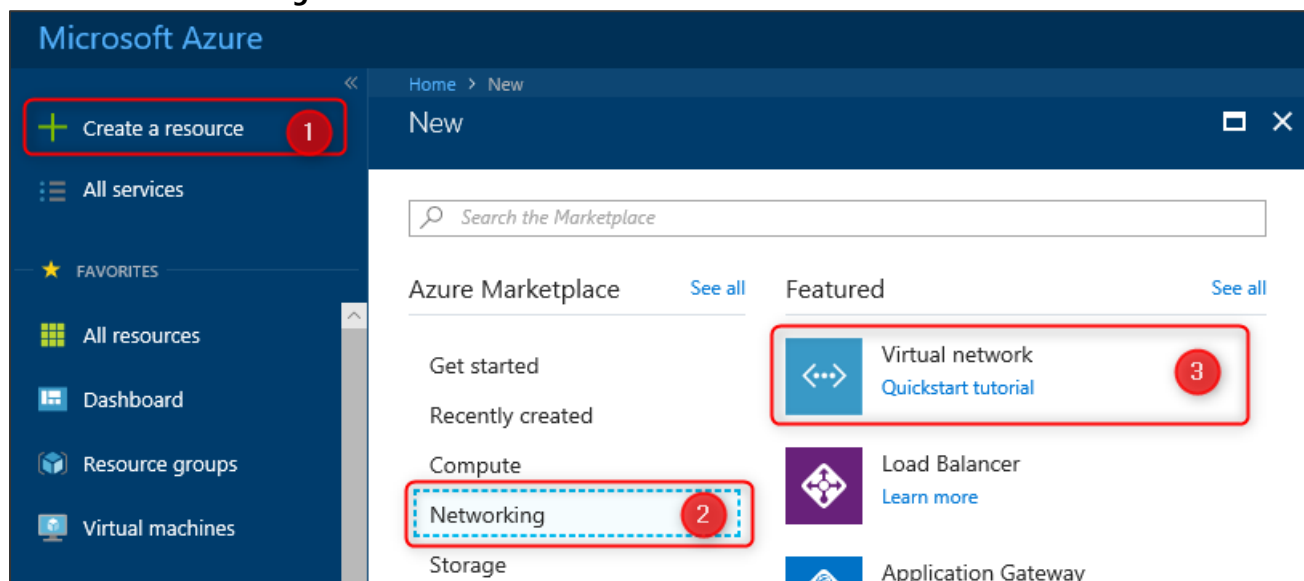 Microsoft Azure
Create a resource
1
All services
FAVORITES
All resources
Dashboard
Resource groups
Virtual machines
Home > New
New
Search the Marketplace
Azure Marketplace See all
Get started
Recently created
Compute
Networking
2
Storage
Featured See all
Virtual network
Quickstart tutorial
3
Load Balancer
Learn more
Application Gateway